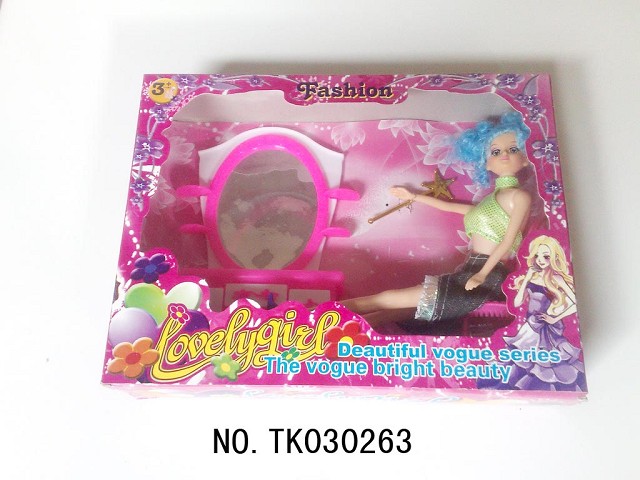 3+
Fashion
Lovelygirl
Deautiful vogue series
The vogue bright beauty
NO. TK030263